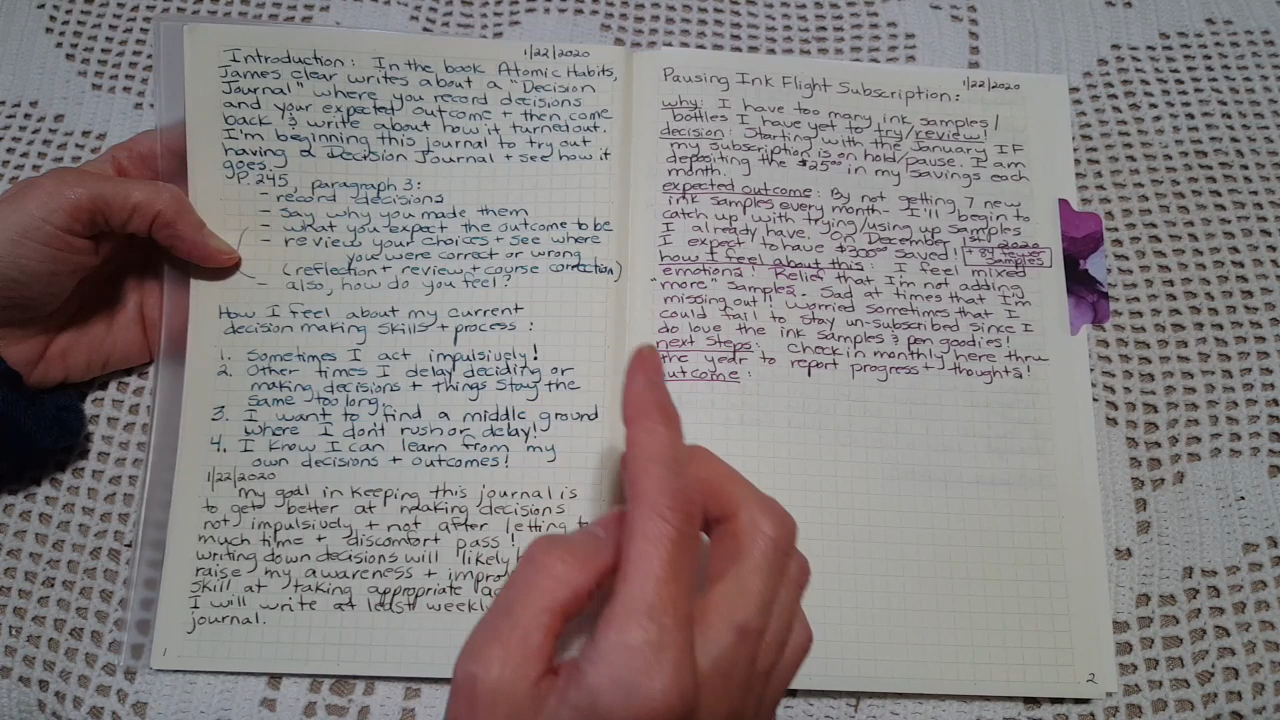 1/22/2020
Introduction: In the book Atomic Habits,
James Clear writes about a "Decision
Journal" where you record decisions
and your expected outcome + then come
back & write about how it turned out.
I'm beginning this journal to try out
having a Decision Journal + see how it
goes.
P. 245, paragraph 3:
- record decisions
- say why you made them
- what you expect the outcome to be
- review your choices + see where
you were correct or wrong
(reflection + review + course correction)
- also, how do you feel?
How I feel about my current
decision making skills + process:
1. Sometimes I act impulsively!
2. Other times I delay deciding or
making decisions + things stay the
same too long.
3. I want to find a middle ground
where I don't rush or delay!
4. I know I can learn from my
own decisions + outcomes!
1/22/2020
My goal in keeping this journal is
to get better at making decisions
not impulsively + not after letting
much time + discomfort pass!
Writing down decisions will likely
raise my awareness +
skill at taking appropriate
I will write at least weekly
journal.
1
1/22/2020
Pausing Ink Flight Subscription:
why: I have too many ink samples/
bottles I have yet to try/review!
decision: Starting with the January IF
my subscription is on hold/pause. I am
depositing the $25.00 in my savings each
month.
expected outcome: By not getting 7 new
ink samples every month - I'll begin to
catch up with trying/using up samples
I already have. On December 1st 2020
I expect to have $300.00 saved! + 84 fewer
samples
how I feel about this: I feel mixed
emotions! Relief that I'm not adding
"more" samples. Sad at times that I'm
missing out! Worried sometimes that I
could fail to stay un-subscribed since I
do love the ink samples & pen goodies!
next steps: Check in monthly here thru
the year to report progress + thoughts!
outcome:
2